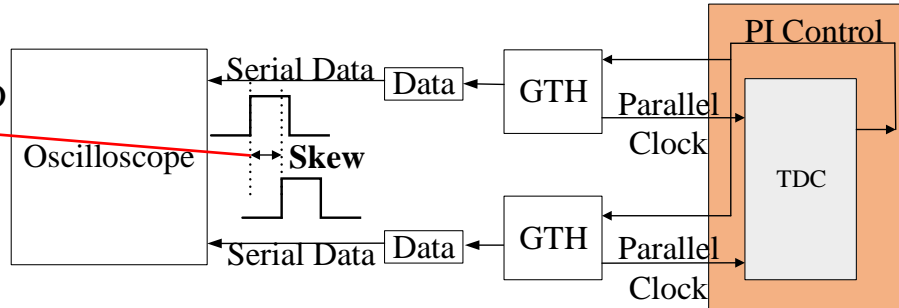 PI Control
Serial Data
Data
GTH
Parallel
Clock
Oscilloscope
Skew
TDC
Serial Data
Data
GTH
Parallel
Clock